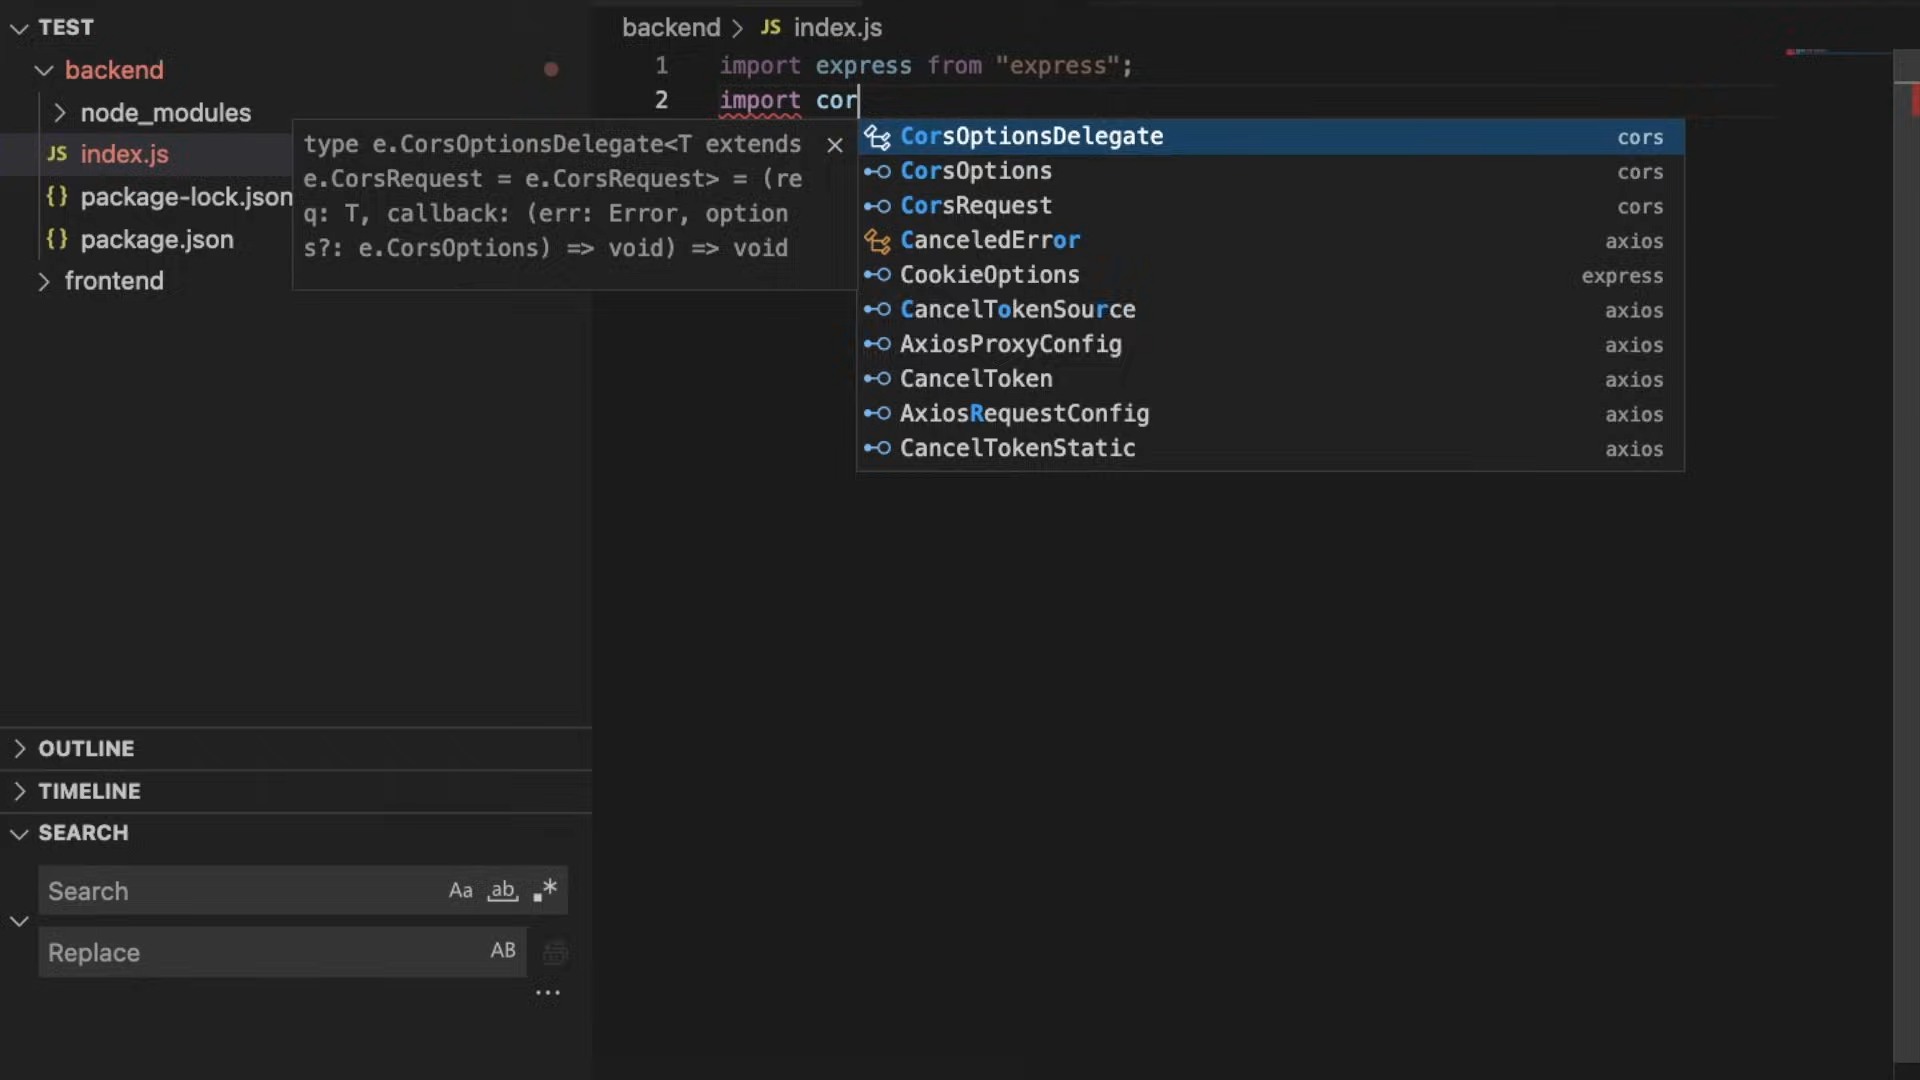 TEST
backend
node_modules
JS index.js
{} package-lock.json
{} package.json
frontend
backend > JS index.js
1 import express from "express";
2 import cor
type e.CorsOptionsDelegate<T extends
e.CorsRequest = e.CorsRequest> = (re
q: T, callback: (err: Error, option
s?: e.CorsOptions) => void) => void
CorsOptionsDelegate cors
CorsOptions cors
CorsRequest cors
CanceledError axios
CookieOptions express
CancelTokenSource axios
AxiosProxyConfig axios
CancelToken axios
AxiosRequestConfig axios
CancelTokenStatic axios
OUTLINE
TIMELINE
SEARCH
Search Aa ab .*
Replace AB
...